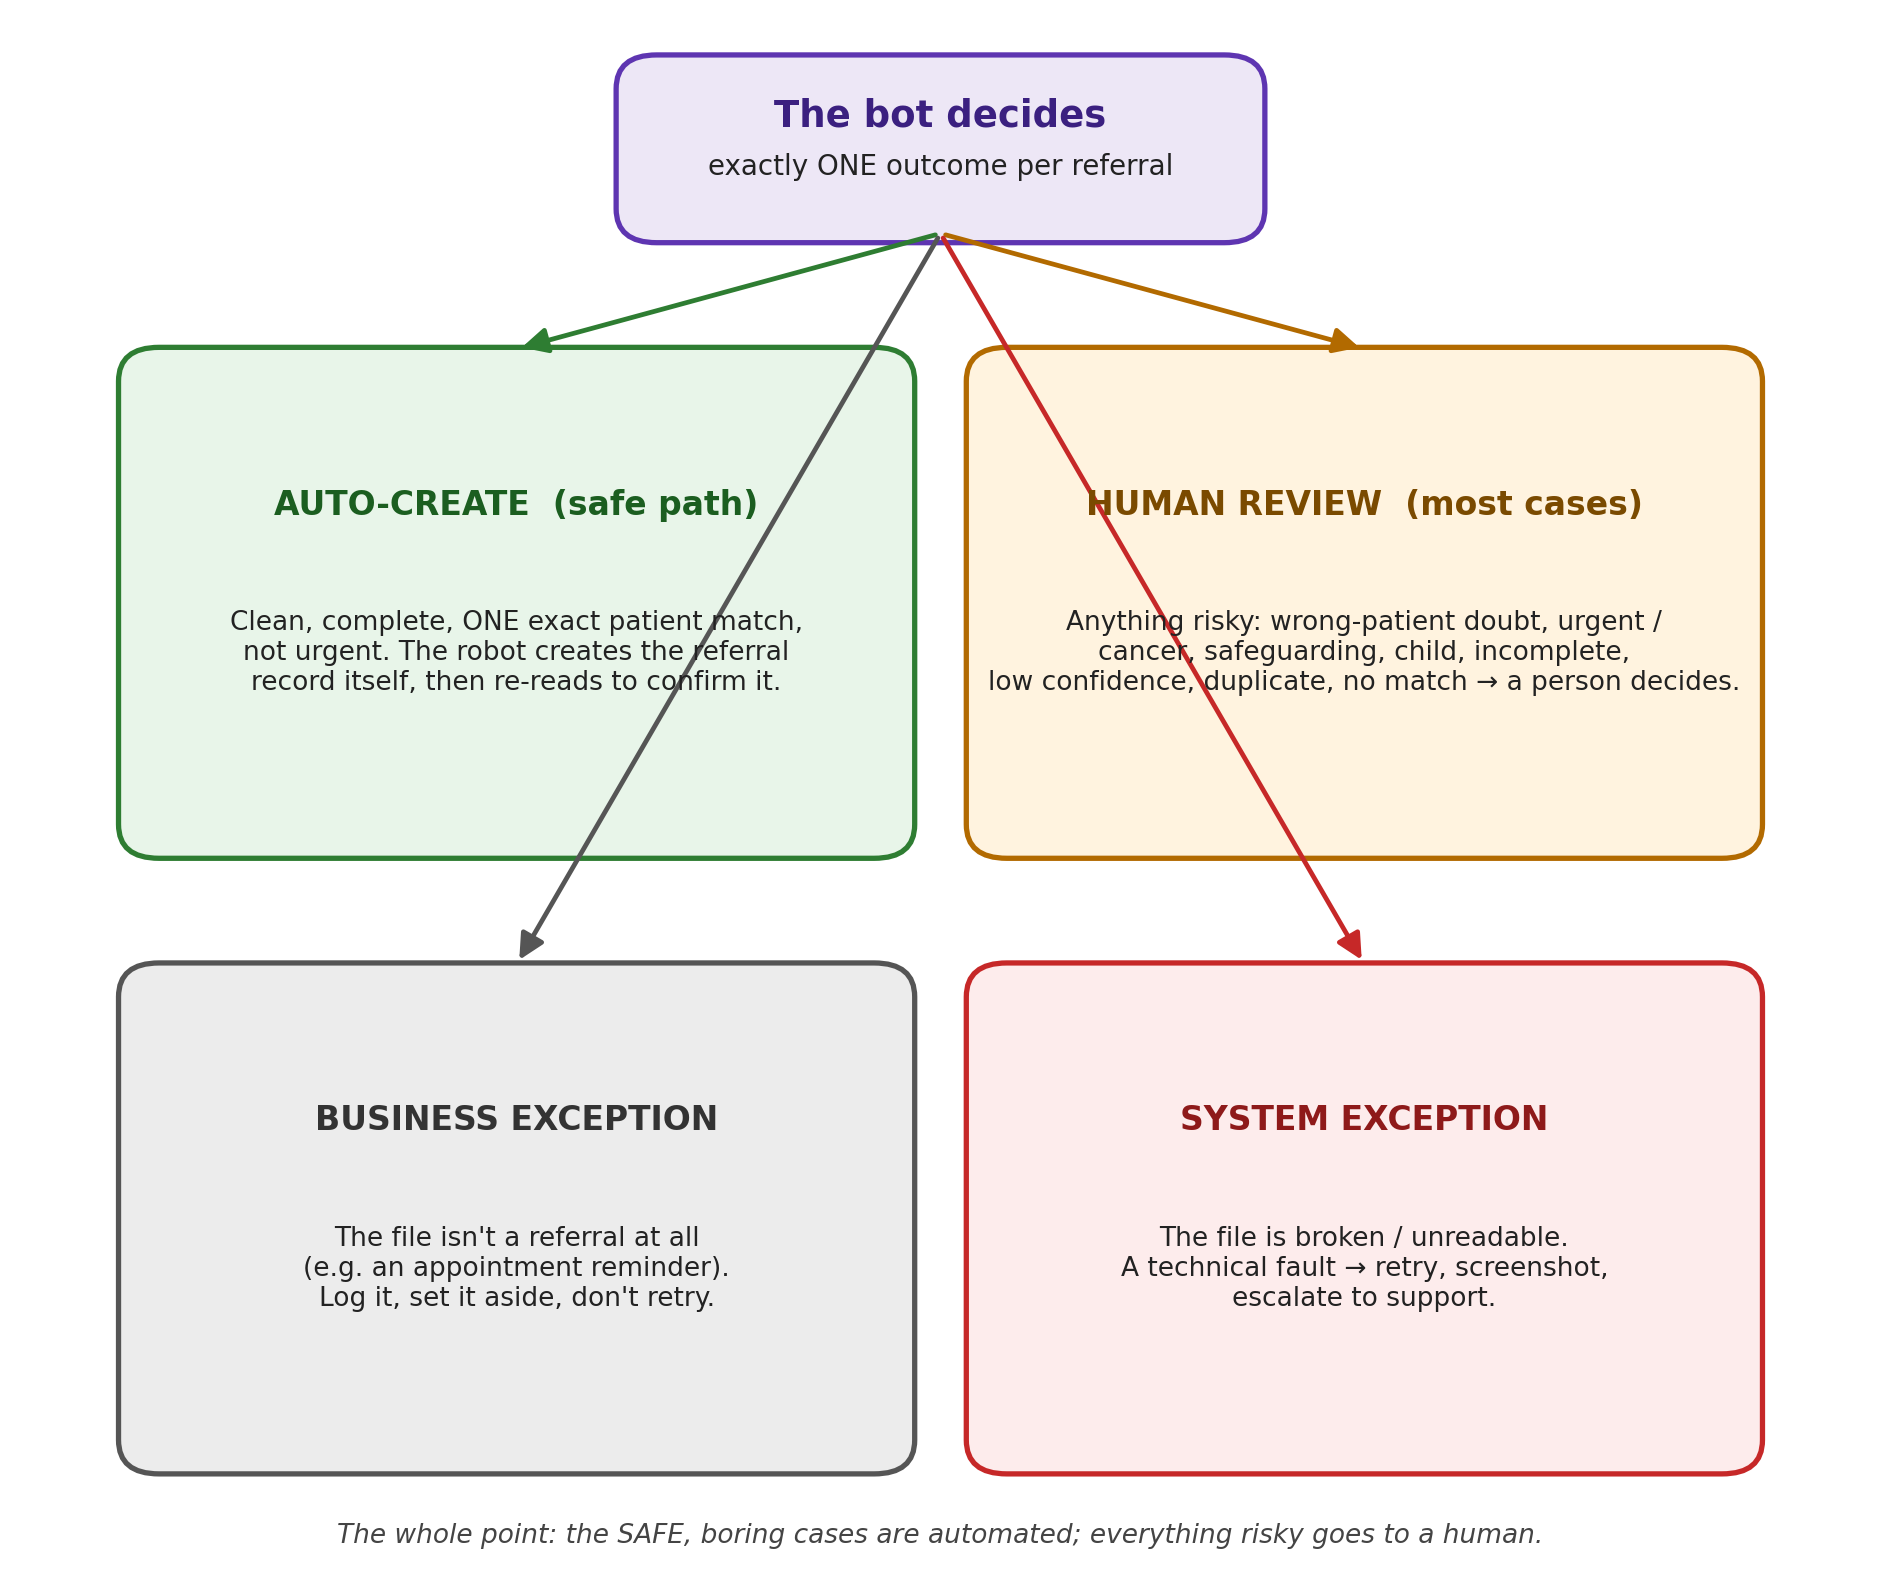 The bot decides
exactly ONE outcome per referral
AUTO-CREATE  (safe path)
Clean, complete, ONE exact patient match,
not urgent. The robot creates the referral
record itself, then re-reads to confirm it.
HUMAN REVIEW  (most cases)
Anything risky: wrong-patient doubt, urgent /
cancer, safeguarding, child, incomplete,
low confidence, duplicate, no match → a person decides.
BUSINESS EXCEPTION
The file isn't a referral at all
(e.g. an appointment reminder).
Log it, set it aside, don't retry.
SYSTEM EXCEPTION
The file is broken / unreadable.
A technical fault → retry, screenshot,
escalate to support.
The whole point: the SAFE, boring cases are automated; everything risky goes to a human.